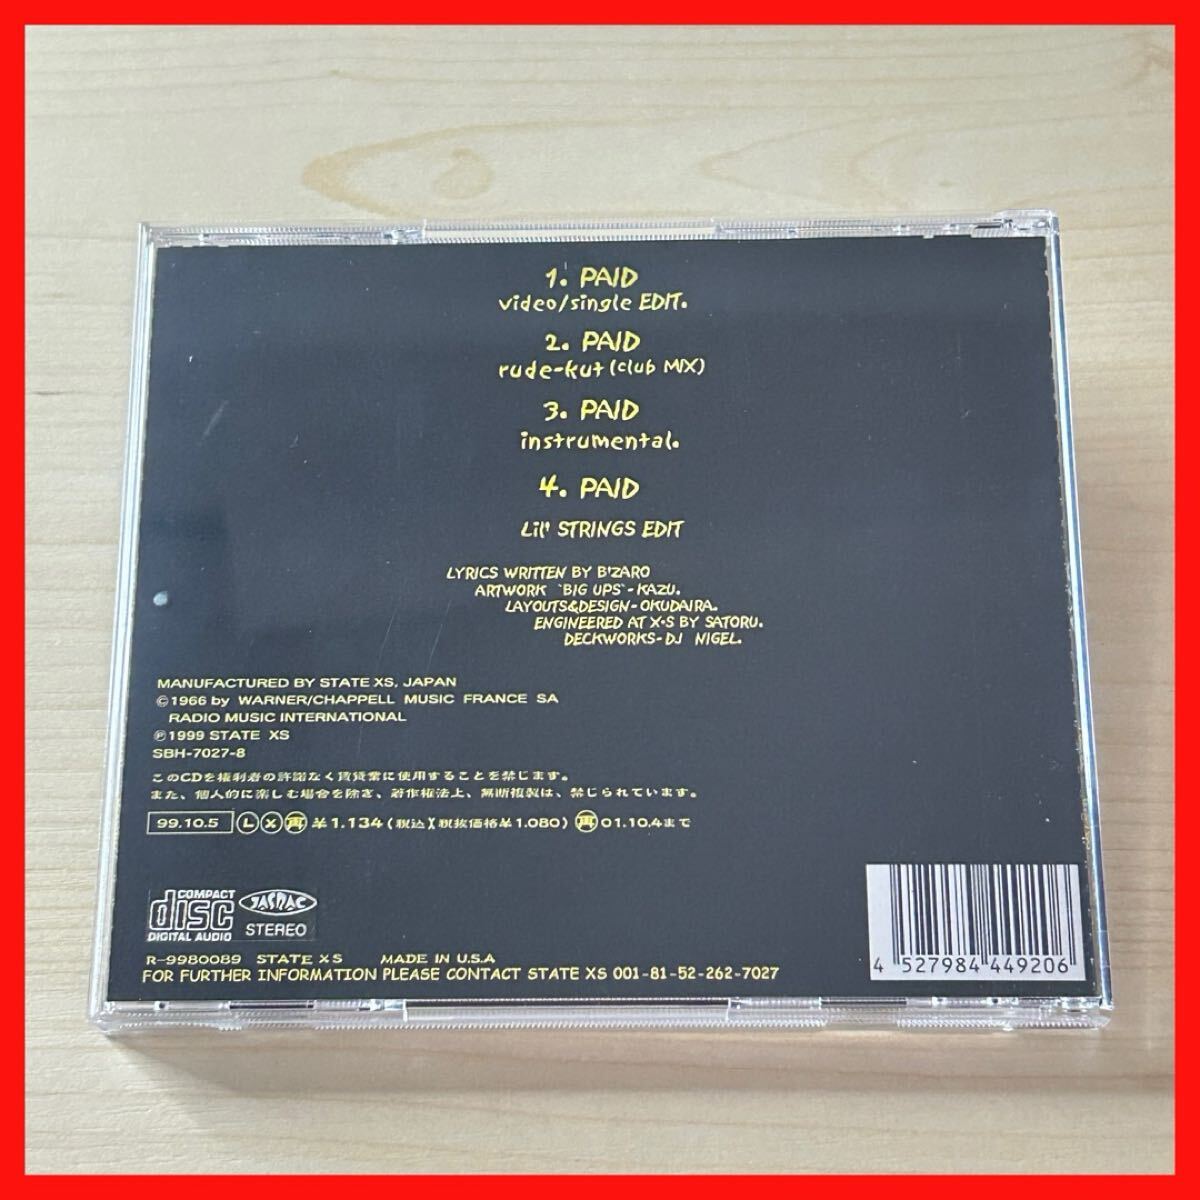 1. PAID
video/single EDIT.
2. PAID
rude-kut (club MIX)
3. PAID
instrumental.
4. PAID
Lil' STRINGS EDIT
LYRICS WRITTEN BY B'ZARO
ARTWORK `BIG UPS`-KAZU.
LAYOUTS&DESIGN-OKUDAIRA.
ENGINEERED AT X·S BY SATORU.
DECKWORKS-DJ NIGEL.
MANUFACTURED BY STATE XS, JAPAN
©1966 by WARNER/CHAPPELL MUSIC FRANCE SA
RADIO MUSIC INTERNATIONAL
℗1999 STATE XS
SBH-7027-8
このCDを権利者の許諾なく賃貸業に使用することを禁じます。
また、個人的に楽しむ場合を除き、著作権法上、無断複製は、禁じられています。
99.10.5 Ⓛ Ⓧ 再 ¥1.134 (税込)(税抜価格¥1.080) 再 01.10.4まで
COMPACT disc DIGITAL AUDIO
JASRAC
STEREO
R-9980089 STATE XS MADE IN U.S.A
FOR FURTHER INFORMATION PLEASE CONTACT STATE XS 001-81-52-262-7027
4 527984 449206